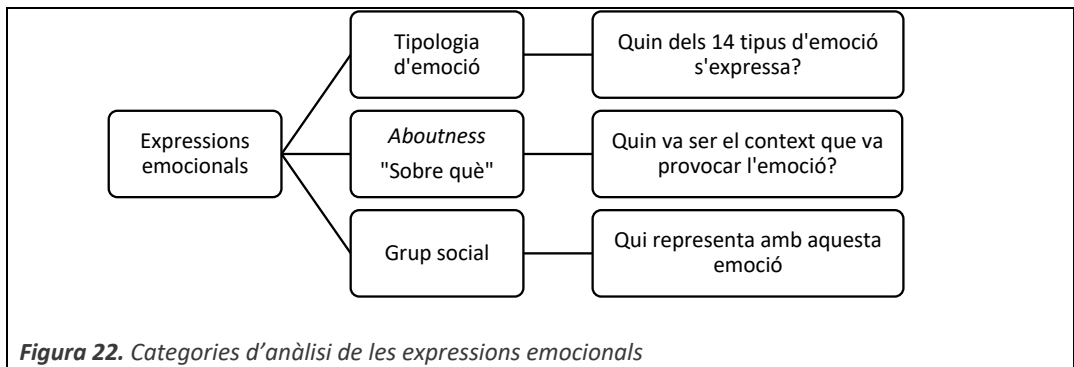 Tipologia
d'emoció
Quin dels 14 tipus d'emoció
s'expressa?
Expressions
emocionals
Aboutness
"Sobre què"
Quin va ser el context que va
provocar l'emoció?
Grup social
Qui representa amb aquesta
emoció
Figura 22. Categories d’anàlisi de les expressions emocionals